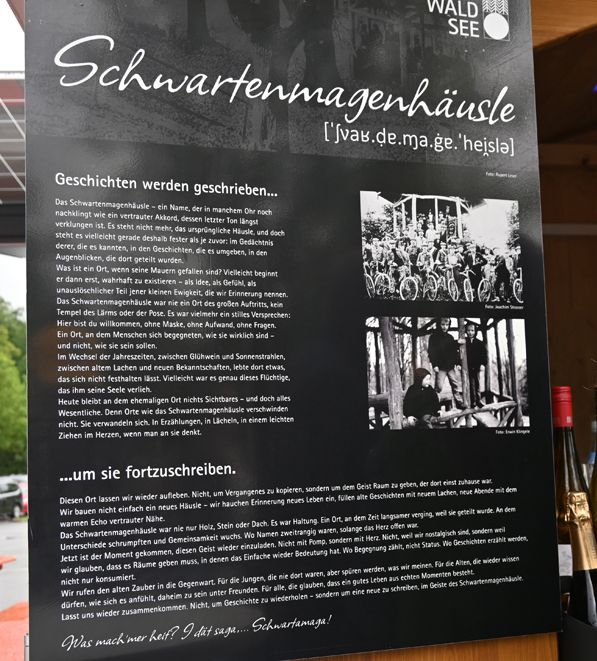 WALD
SEE
Schwartenmagenhäusle
Foto: Rupert Leser
Geschichten werden geschrieben...
Das Schwartenmagenhäusle – ein Name, der in manchem Ohr noch
nachklingt wie ein vertrauter Akkord, dessen letzter Ton längst
verklungen ist. Es steht nicht mehr, das ursprüngliche Häusle, und doch
steht es vielleicht gerade deshalb fester als je zuvor: im Gedächtnis
derer, die es kannten, in den Geschichten, die es umgeben, in den
Augenblicken, die dort geteilt wurden.
Was ist ein Ort, wenn seine Mauern gefallen sind? Vielleicht beginnt
er dann erst, wahrhaft zu existieren – als Idee, als Gefühl, als
unauslöschlicher Teil jener kleinen Ewigkeit, die wir Erinnerung nennen.
Das Schwartenmagenhäusle war nie ein Ort des großen Auftritts, kein
Tempel des Lärms oder der Pose. Es war vielmehr ein stilles Versprechen:
Hier bist du willkommen, ohne Maske, ohne Aufwand, ohne Fragen.
Ein Ort, an dem Menschen sich begegneten, wie sie wirklich sind –
und nicht, wie sie sein sollen.
Im Wechsel der Jahreszeiten, zwischen Glühwein und Sonnenstrahlen,
zwischen altem Lachen und neuen Bekanntschaften, lebte dort etwas,
das sich nicht festhalten lässt. Vielleicht war es genau dieses Flüchtige,
das ihm seine Seele verlieh.
Heute bleibt an dem ehemaligen Ort nichts Sichtbares – und doch alles
Wesentliche. Denn Orte wie das Schwartenmagenhäusle verschwinden
nicht. Sie verwandeln sich. In Erzählungen, in Lächeln, in einem leichten
Ziehen im Herzen, wenn man an sie denkt.
Foto: Joachim Strasser
Foto: Erwin Klingele
...um sie fortzuschreiben.
Diesen Ort lassen wir wieder aufleben. Nicht, um Vergangenes zu kopieren, sondern um dem Geist Raum zu geben, der dort einst zuhause war.
Wir bauen nicht einfach ein neues Häusle – wir hauchen Erinnerung neues Leben ein, füllen alte Geschichten mit neuem Lachen, neue Abende mit dem
warmen Echo vertrauter Nähe.
Das Schwartenmagenhäusle war nie nur Holz, Stein oder Dach. Es war Haltung. Ein Ort, an dem Zeit langsamer verging, weil sie geteilt wurde. An dem
Unterschiede schrumpften und Gemeinsamkeit wuchs. Wo Namen zweitrangig waren, solange das Herz offen war.
Jetzt ist der Moment gekommen, diesen Geist wieder einzuladen. Nicht mit Pomp, sondern mit Herz. Nicht, weil wir nostalgisch sind, sondern weil
wir glauben, dass es Räume geben muss, in denen das Einfache wieder Bedeutung hat. Wo Begegnung zählt, nicht Status. Wo Geschichten erzählt werden,
nicht nur konsumiert.
Wir rufen den alten Zauber in die Gegenwart. Für die Jungen, die nie dort waren, aber spüren werden, was wir meinen. Für die Alten, die wieder wissen
dürfen, wie sich es anfühlt, daheim zu sein unter Freunden. Für alle, die glauben, dass ein gutes Leben aus echten Momenten besteht.
Lasst uns wieder zusammenkommen. Nicht, um Geschichte zu wiederholen – sondern um eine neue zu schreiben, im Geiste des Schwartenmagenhäusle.
Was mach'mer heit? I dät saga,... Schwartamaga!